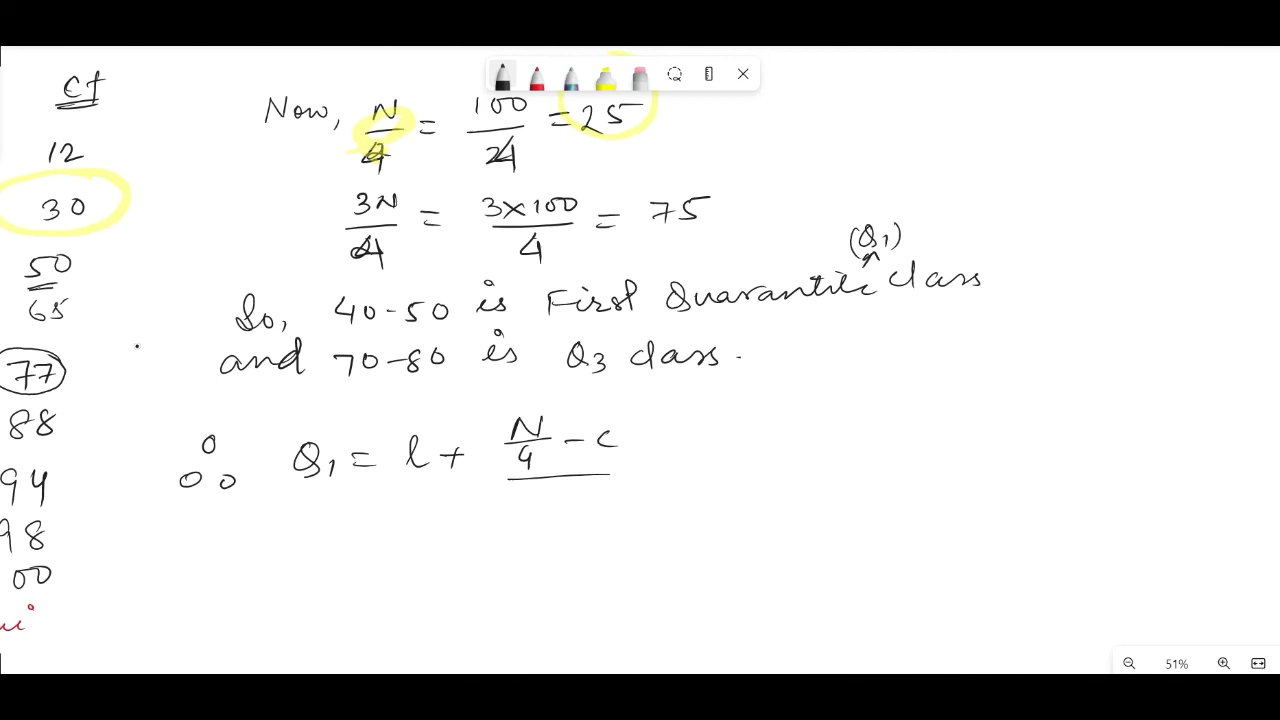 cf
12
30
50
65
77
88
94
98
00
Now, N/4 = 100/24 = 25
3N/4 = 3×100/4 = 75
(Q1)
So, 40-50 is First Quarantile class
and 70-80 is Q3 class.
Q1 = l + N/4 - c
51%